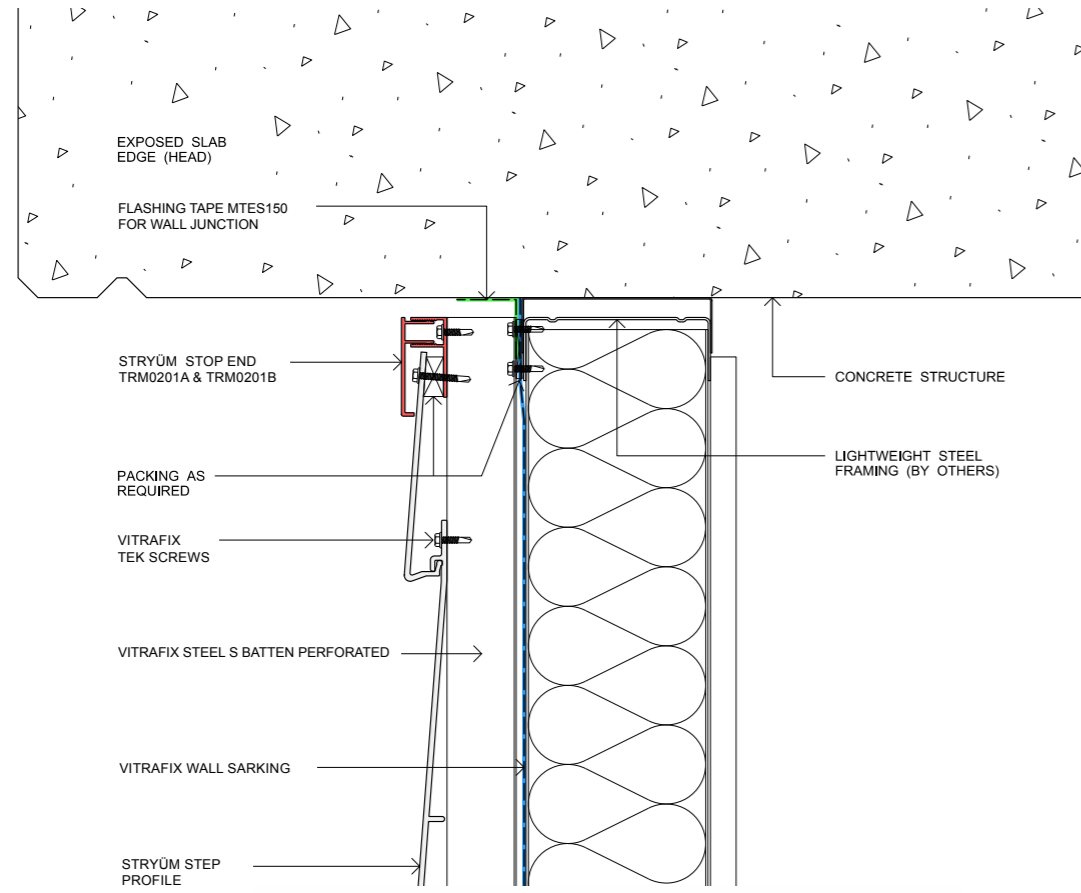 EXPOSED SLAB
EDGE (HEAD)
FLASHING TAPE MTES150
FOR WALL JUNCTION
STRYÜM STOP END
TRM0201A & TRM0201B
CONCRETE STRUCTURE
PACKING AS
REQUIRED
LIGHTWEIGHT STEEL
FRAMING (BY OTHERS)
VITRAFIX
TEK SCREWS
VITRAFIX STEEL S BATTEN PERFORATED
VITRAFIX WALL SARKING
STRYÜM STEP
PROFILE